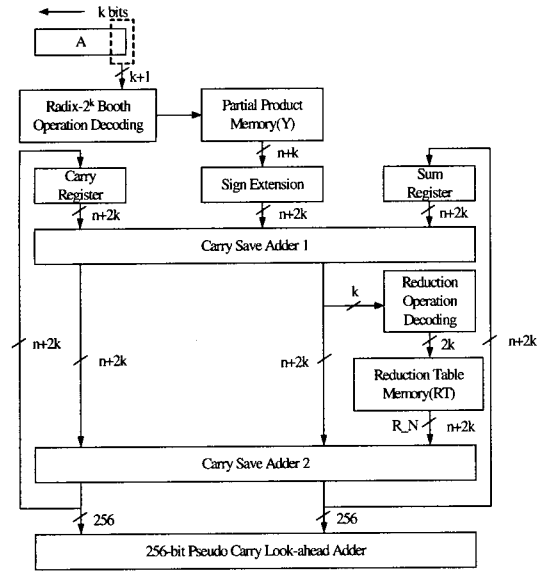 k bits
A
k+1
Radix-2^k Booth
Operation Decoding
Partial Product
Memory(Y)
n+k
Carry
Register
Sign Extension
Sum
Register
n+2k
n+2k
n+2k
Carry Save Adder 1
k
Reduction
Operation
Decoding
n+2k
n+2k
n+2k
2k
n+2k
Reduction Table
Memory(RT)
R_N
n+2k
Carry Save Adder 2
256
256
256-bit Pseudo Carry Look-ahead Adder